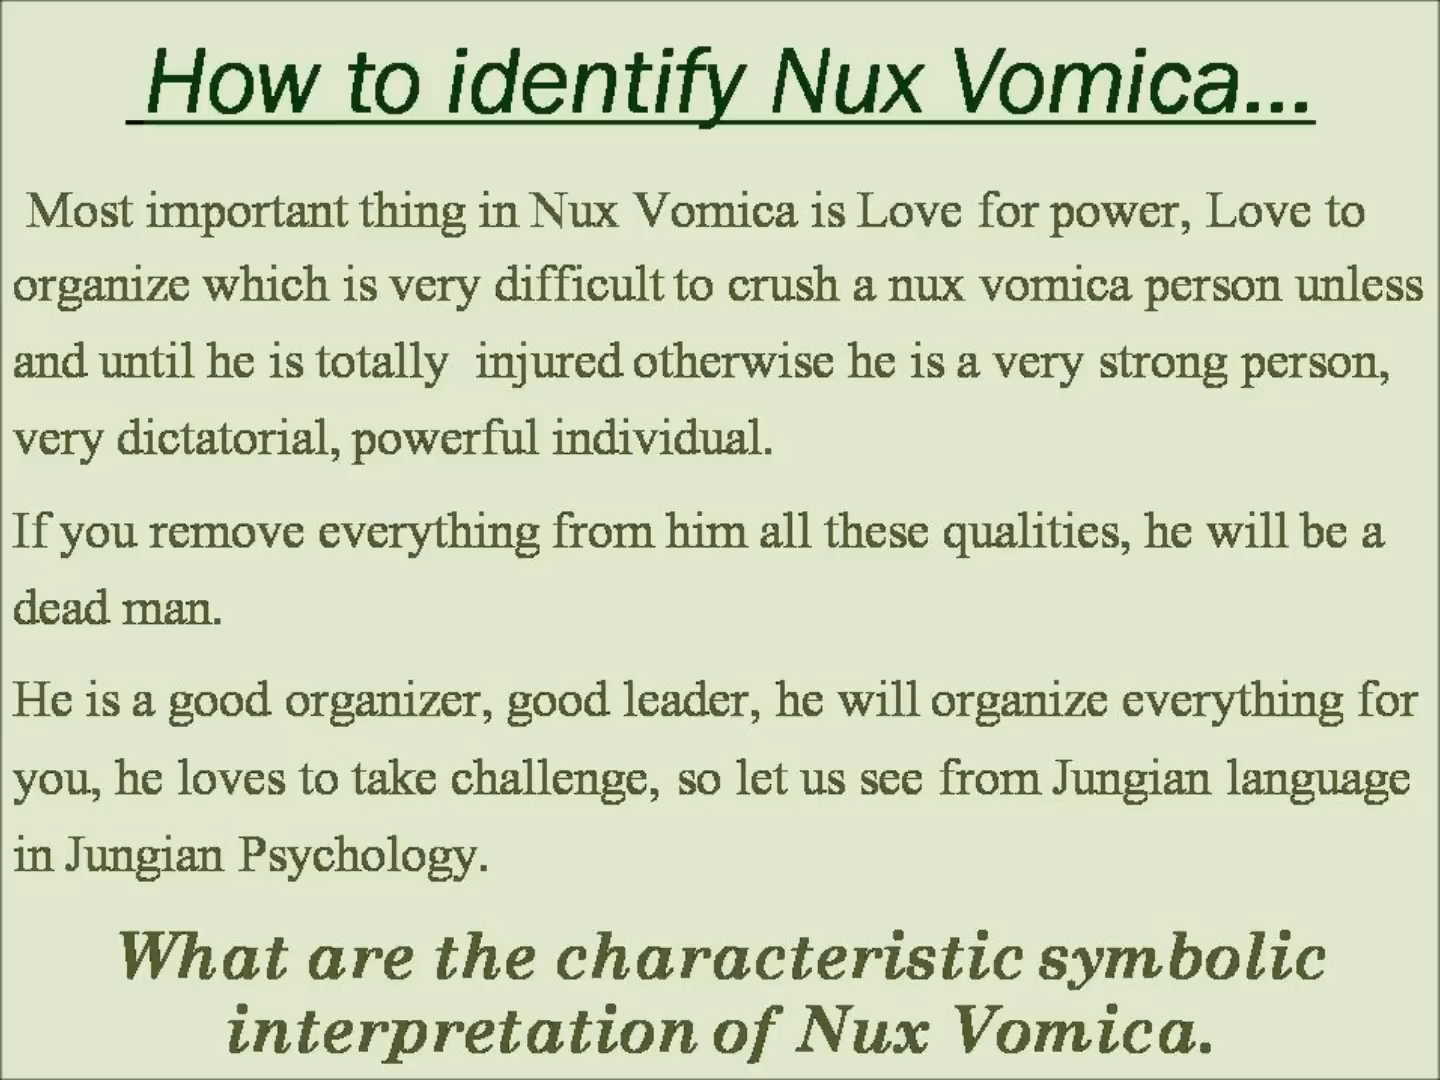 How to identify Nux Vomica...
Most important thing in Nux Vomica is Love for power, Love to
organize which is very difficult to crush a nux vomica person unless
and until he is totally injured otherwise he is a very strong person,
very dictatorial, powerful individual.
If you remove everything from him all these qualities, he will be a
dead man.
He is a good organizer, good leader, he will organize everything for
you, he loves to take challenge, so let us see from Jungian language
in Jungian Psychology.
What are the characteristic symbolic
interpretation of Nux Vomica.